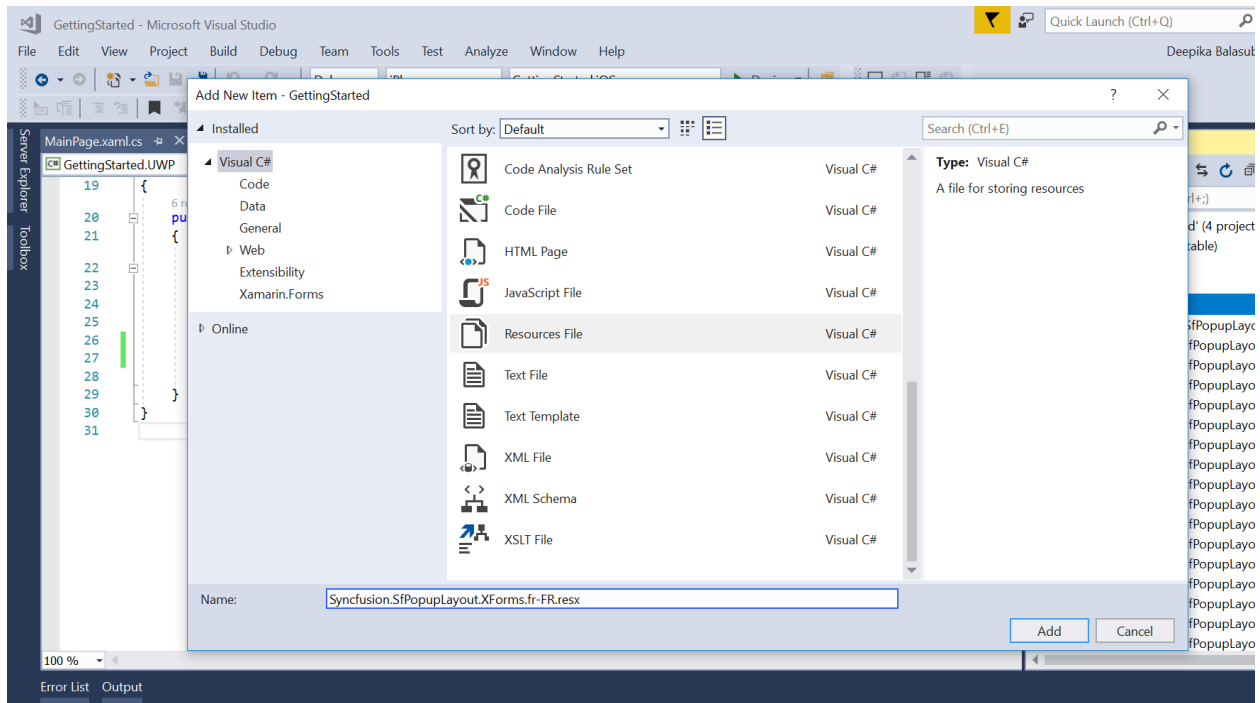 GettingStarted - Microsoft Visual Studio
Quick Launch (Ctrl+Q)
File Edit View Project Build Debug Team Tools Test Analyze Window Help
Add New Item - GettingStarted
? 
Installed
Sort by: Default
Search (Ctrl+E)
Visual C#
Code
Data
General
Web
Extensibility
Xamarin.Forms
Online
Code Analysis Rule Set Visual C#
Code File Visual C#
HTML Page Visual C#
JavaScript File Visual C#
Resources File Visual C#
Text File Visual C#
Text Template Visual C#
XML File Visual C#
XML Schema Visual C#
XSLT File Visual C#
Type: Visual C#
A file for storing resources
Name: Syncfusion.SfPopupLayout.XForms.fr-FR.resx
Add Cancel
Server Explorer
Toolbox
MainPage.xaml.cs
C# GettingStarted.UWP
19 {
20 pu
21 {
22
23
24
25
26
27
28
29 }
30 }
31
100 %
Error List Output
Deepika Balasub